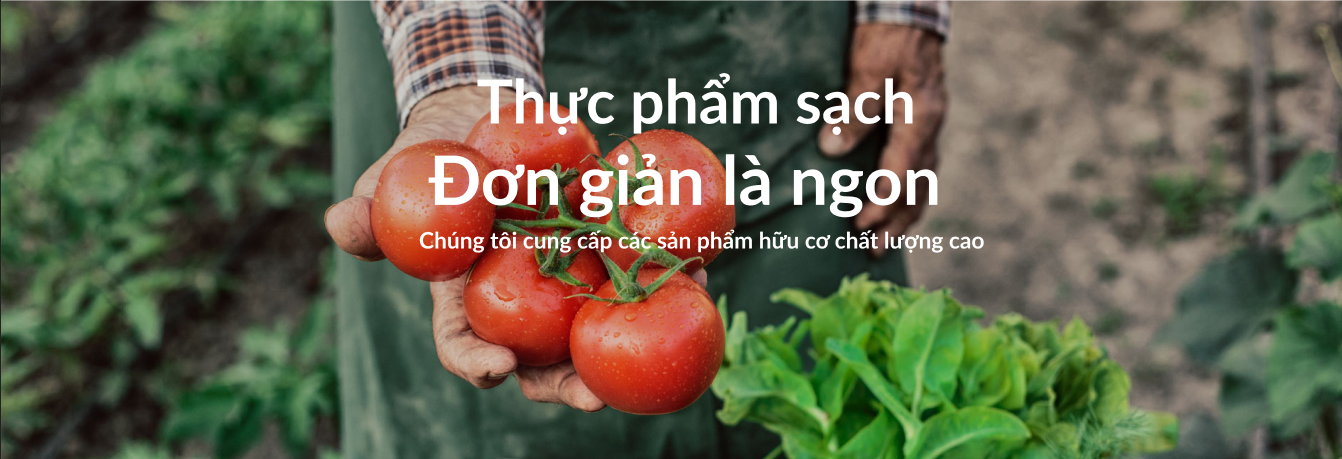 Thực phẩm sạch
Đơn giản là ngon
Chúng tôi cung cấp các sản phẩm hữu cơ chất lượng cao